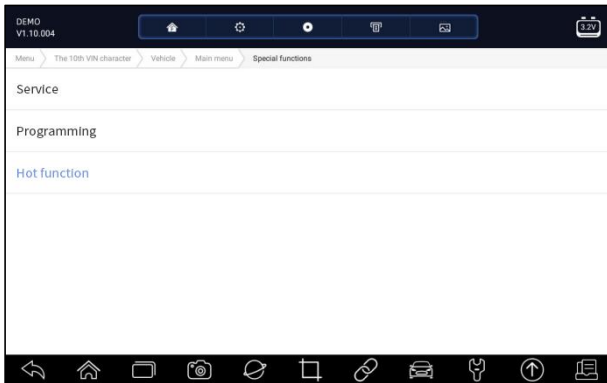 DEMO
V1.10.004
3.2V
Menu
The 10th VIN character
Vehicle
Main menu
Special functions
Service
Programming
Hot function